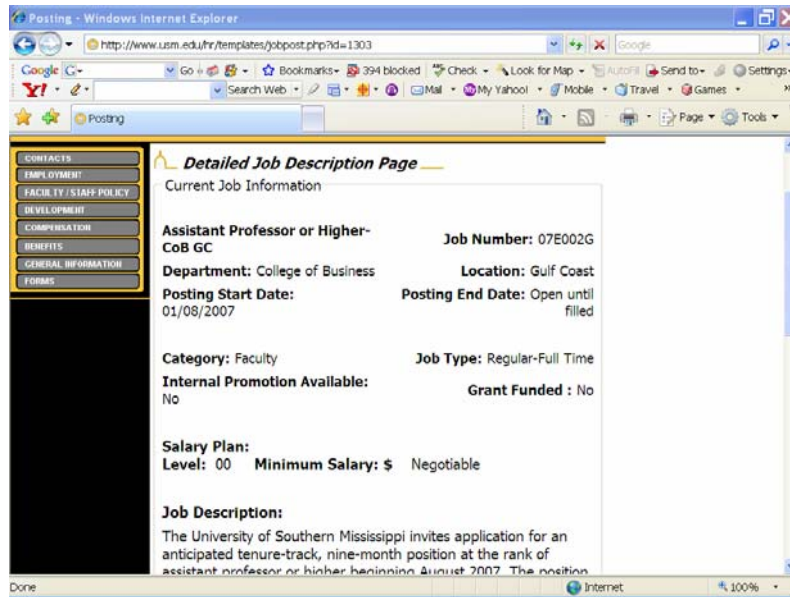 Posting - Windows Internet Explorer
http://www.usm.edu/hr/templates/jobpost.php?id=1303
Google
Google G Go Bookmarks 394 blocked Check Look for Map AutoFill Send to Settings
Y! Search Web Mail My Yahoo! Mobile Travel Games
Posting Page Tools
CONTACTS
EMPLOYMENT
FACULTY / STAFF POLICY
DEVELOPMENT
COMPENSATION
BENEFITS
GENERAL INFORMATION
FORMS
Detailed Job Description Page
Current Job Information
Assistant Professor or Higher-
CoB GC
Job Number: 07E002G
Department: College of Business
Location: Gulf Coast
Posting Start Date:
01/08/2007
Posting End Date: Open until
filled
Category: Faculty
Job Type: Regular-Full Time
Internal Promotion Available:
No
Grant Funded : No
Salary Plan:
Level: 00 Minimum Salary: $ Negotiable
Job Description:
The University of Southern Mississippi invites application for an
anticipated tenure-track, nine-month position at the rank of
assistant professor or higher beginning August 2007. The position
Done
Internet
100%